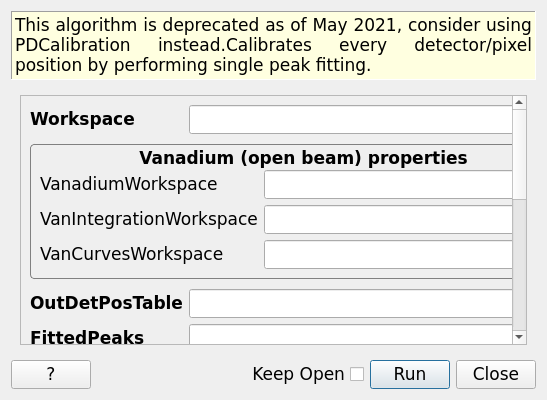 This algorithm is deprecated as of May 2021, consider using
PDCalibration instead.Calibrates every detector/pixel
position by performing single peak fitting.
Workspace
Vanadium (open beam) properties
VanadiumWorkspace
VanIntegrationWorkspace
VanCurvesWorkspace
OutDetPosTable
FittedPeaks
? Keep Open Run Close